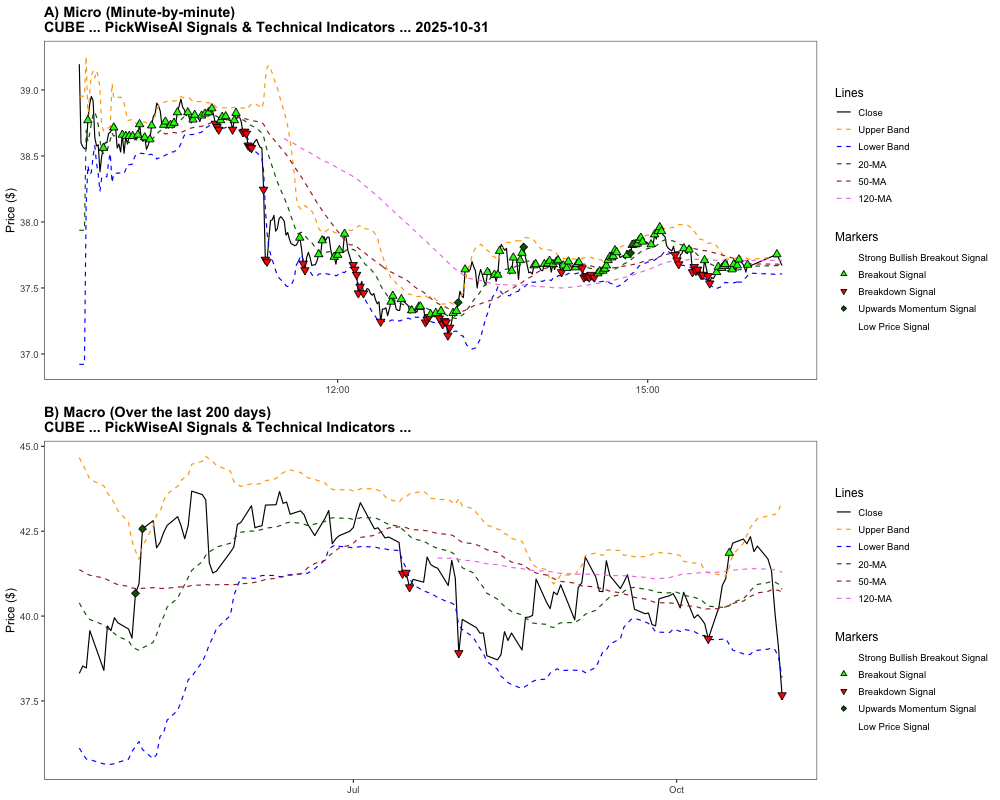 A) Micro (Minute-by-minute)
CUBE ... PickWiseAI Signals & Technical Indicators ... 2025-10-31
Price ($)
39.0
38.5
38.0
37.5
37.0
12:00
15:00
Lines
Close
Upper Band
Lower Band
20-MA
50-MA
120-MA
Markers
Strong Bullish Breakout Signal
Breakout Signal
Breakdown Signal
Upwards Momentum Signal
Low Price Signal
B) Macro (Over the last 200 days)
CUBE ... PickWiseAI Signals & Technical Indicators ...
Price ($)
45.0
42.5
40.0
37.5
Jul
Oct
Lines
Close
Upper Band
Lower Band
20-MA
50-MA
120-MA
Markers
Strong Bullish Breakout Signal
Breakout Signal
Breakdown Signal
Upwards Momentum Signal
Low Price Signal